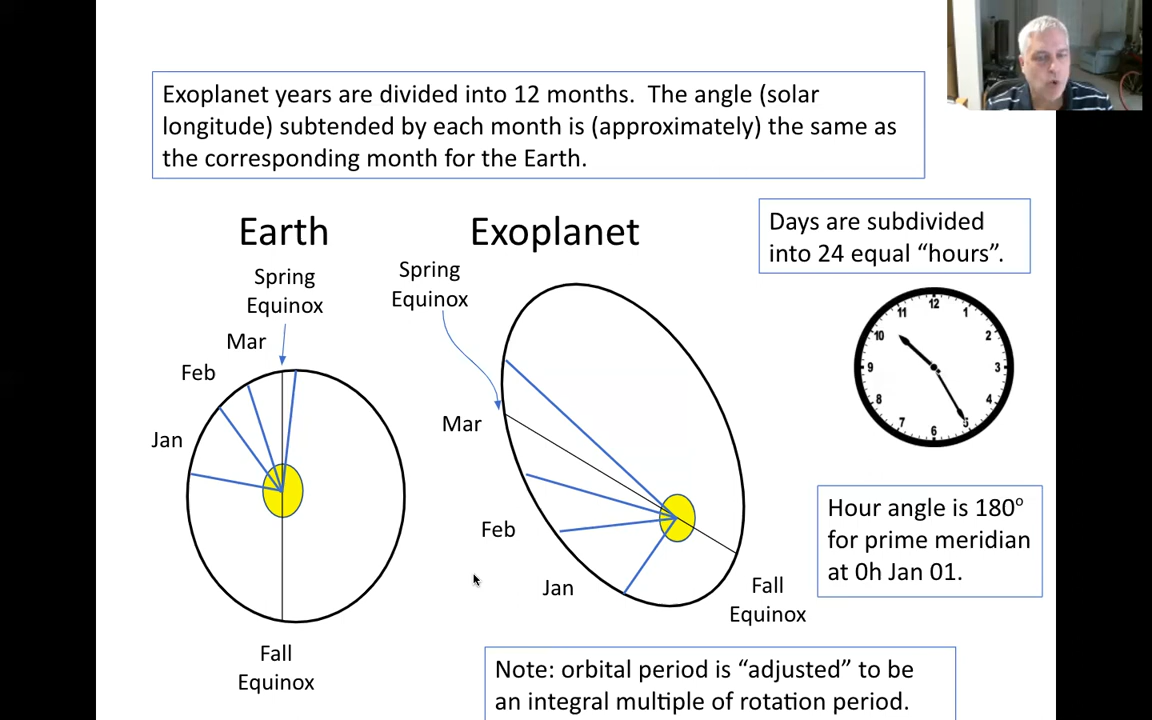 Exoplanet years are divided into 12 months.  The angle (solar
longitude) subtended by each month is (approximately) the same as
the corresponding month for the Earth.
Earth
Exoplanet
Days are subdivided
into 24 equal “hours”.
Spring
Equinox
Mar
Feb
Jan
Fall
Equinox
Spring
Equinox
Mar
Feb
Jan
Fall
Equinox
12
1
2
3
4
5
6
7
8
9
10
11
Hour angle is 180º
for prime meridian
at 0h Jan 01.
Note: orbital period is “adjusted” to be
an integral multiple of rotation period.